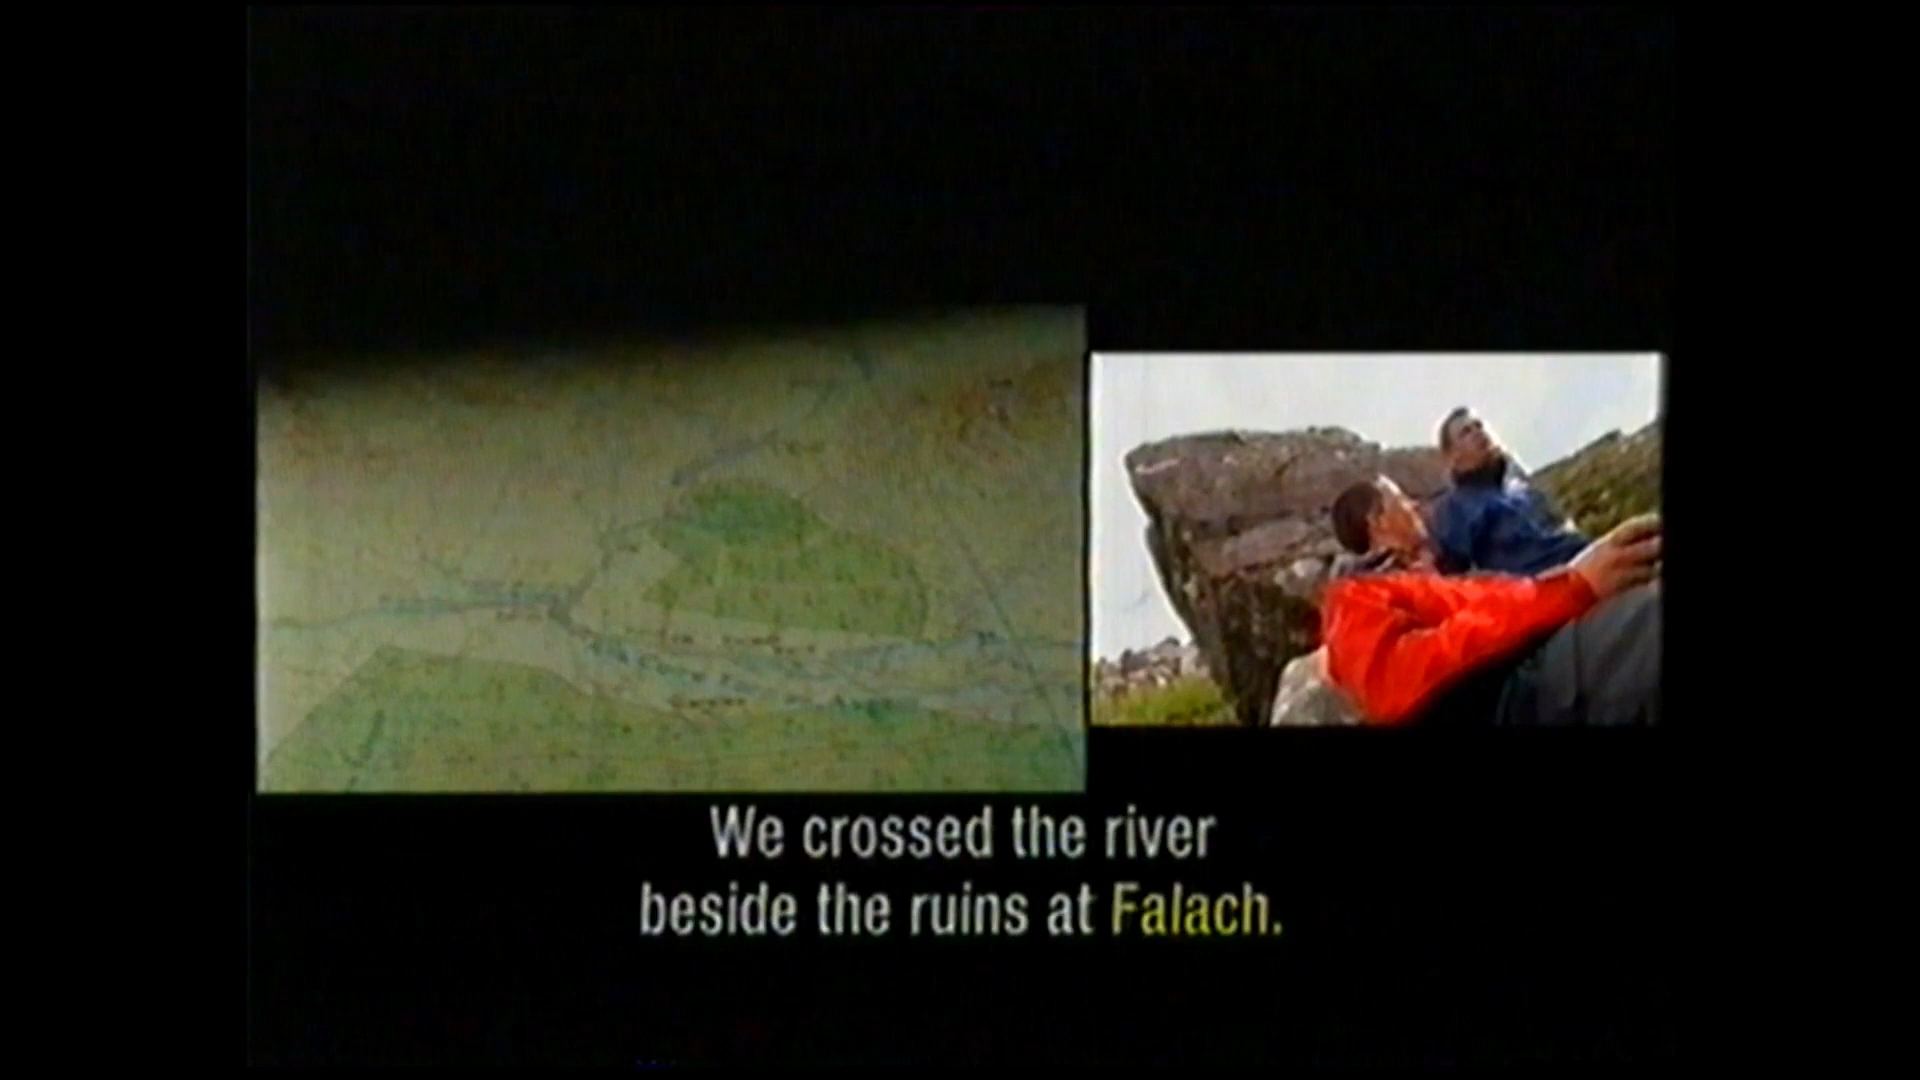 We crossed the river
beside the ruins at Falach.